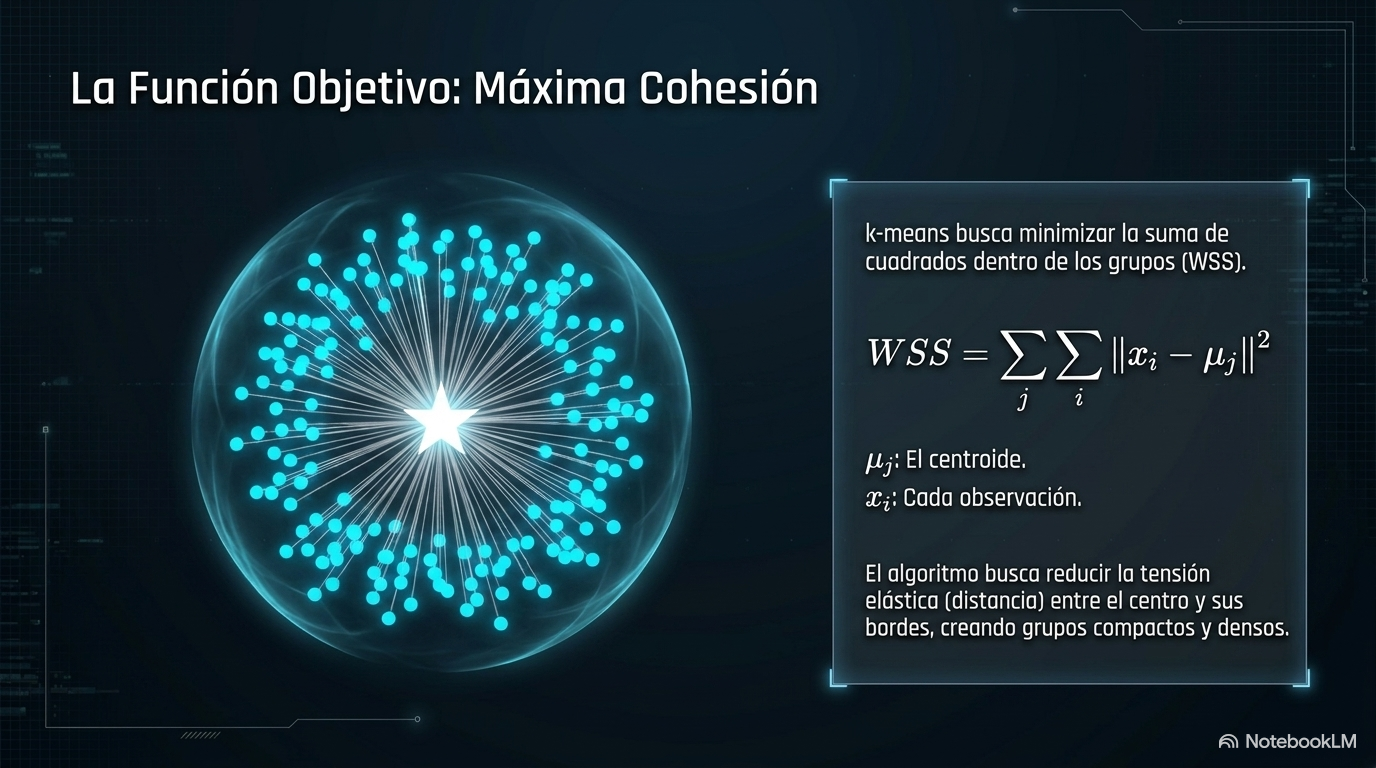 La Función Objetivo: Máxima Cohesión
k-means busca minimizar la suma de
cuadrados dentro de los grupos (WSS).
WSS = ∑_j ∑_i ‖x_i − μ_j‖²
μ_j: El centroide.
x_i: Cada observación.
El algoritmo busca reducir la tensión
elástica (distancia) entre el centro y sus
bordes, creando grupos compactos y densos.
NotebookLM